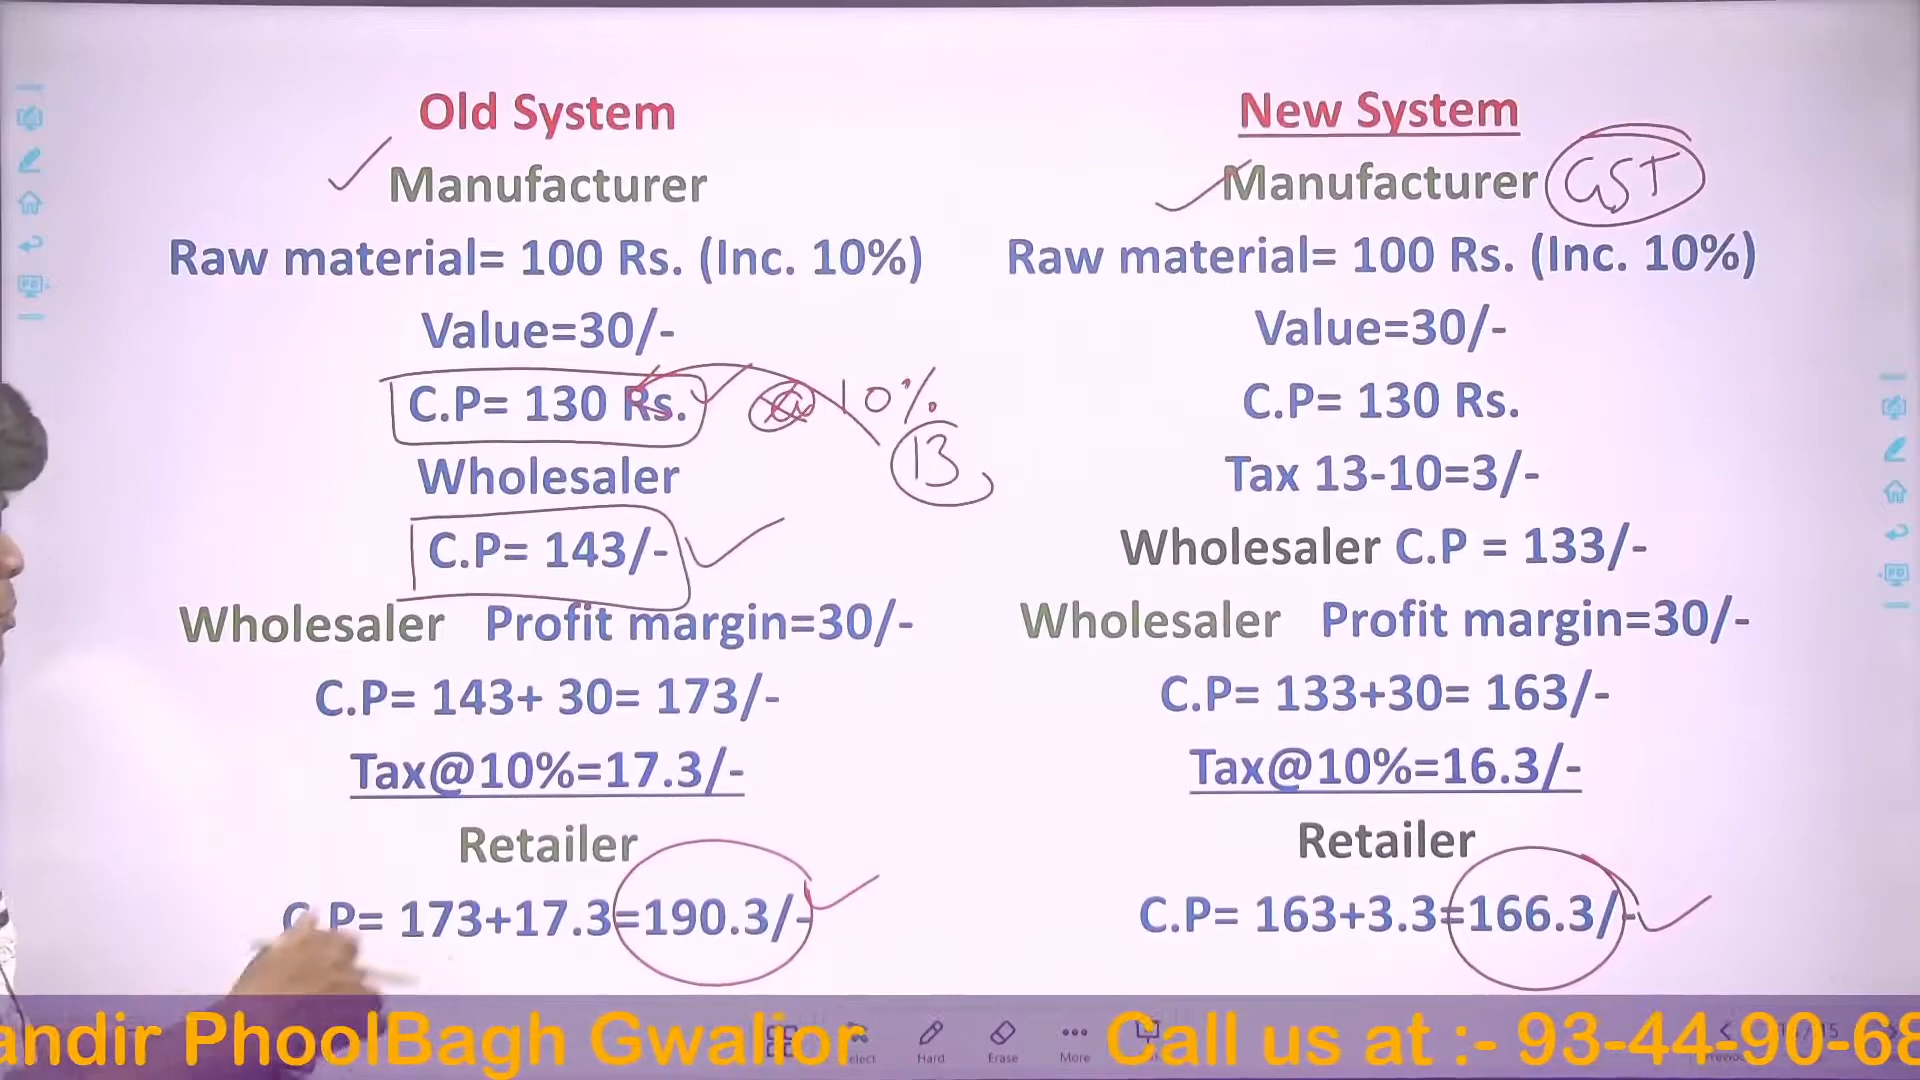 Old System
Manufacturer
Raw material= 100 Rs. (Inc. 10%)
Value=30/-
C.P= 130 Rs.
10%
13
Wholesaler
C.P= 143/-
Wholesaler Profit margin=30/-
C.P= 143+ 30= 173/-
Tax@10%=17.3/-
Retailer
C.P= 173+17.3=190.3/-
New System
Manufacturer GST
Raw material= 100 Rs. (Inc. 10%)
Value=30/-
C.P= 130 Rs.
Tax 13-10=3/-
Wholesaler C.P = 133/-
Wholesaler Profit margin=30/-
C.P= 133+30= 163/-
Tax@10%=16.3/-
Retailer
C.P= 163+3.3=166.3/-
andir PhoolBagh Gwalior Call us at :- 93-44-90-68
Hard
Erase
More